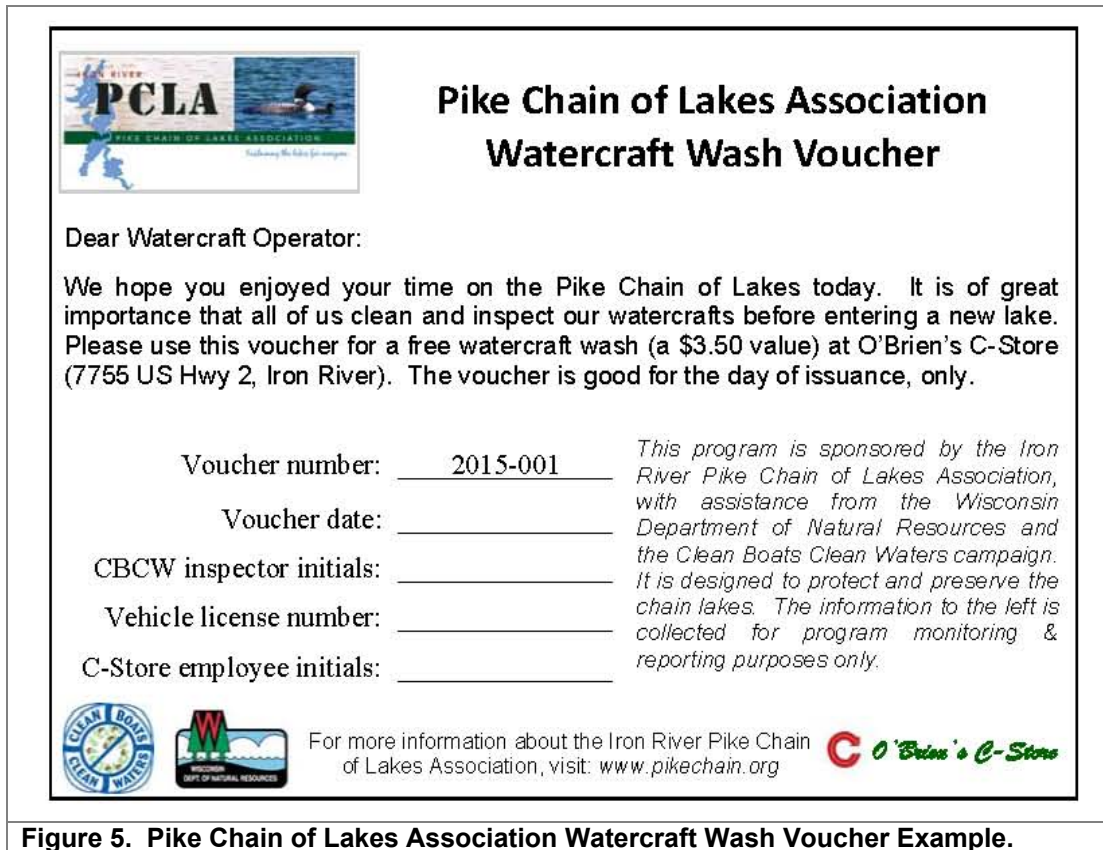 IRON RIVER
PCLA
PIKE CHAIN OF LAKES ASSOCIATION
Pike Chain of Lakes Association
Watercraft Wash Voucher
Dear Watercraft Operator:
We hope you enjoyed your time on the Pike Chain of Lakes today. It is of great
importance that all of us clean and inspect our watercrafts before entering a new lake.
Please use this voucher for a free watercraft wash (a $3.50 value) at O'Brien's C-Store
(7755 US Hwy 2, Iron River). The voucher is good for the day of issuance, only.
Voucher number: 2015-001
Voucher date:
CBCW inspector initials:
Vehicle license number:
C-Store employee initials:
This program is sponsored by the Iron
River Pike Chain of Lakes Association,
with assistance from the Wisconsin
Department of Natural Resources and
the Clean Boats Clean Waters campaign.
It is designed to protect and preserve the
chain lakes. The information to the left is
collected for program monitoring &
reporting purposes only.
CLEAN BOATS
CLEAN WATERS
W
WISCONSIN
DEPT. OF NATURAL RESOURCES
For more information about the Iron River Pike Chain
of Lakes Association, visit: www.pikechain.org
C O'Brien's C-Store
Figure 5. Pike Chain of Lakes Association Watercraft Wash Voucher Example.